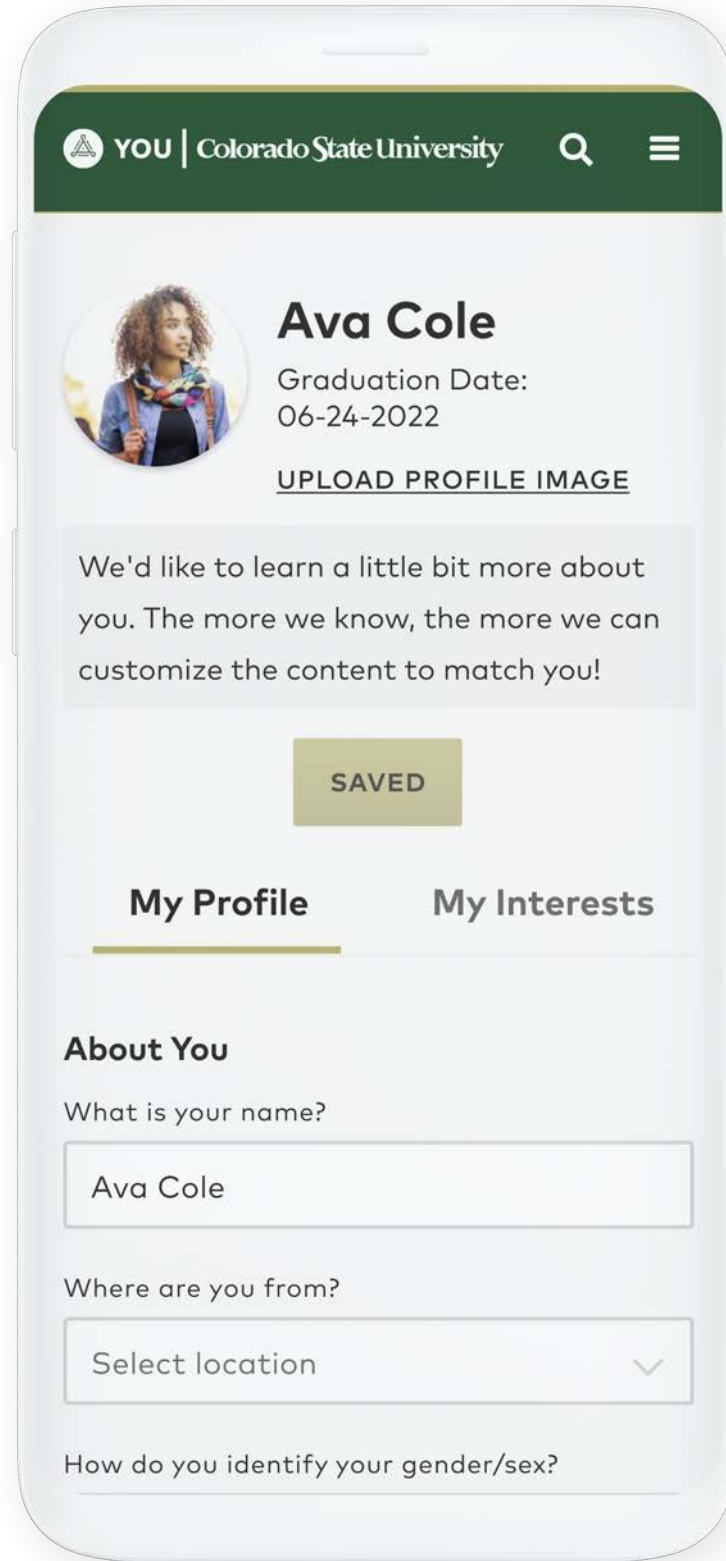 YOU | Colorado State University
Ava Cole
Graduation Date:
06-24-2022
UPLOAD PROFILE IMAGE
We'd like to learn a little bit more about
you. The more we know, the more we can
customize the content to match you!
SAVED
My Profile My Interests
About You
What is your name?
Ava Cole
Where are you from?
Select location
How do you identify your gender/sex?